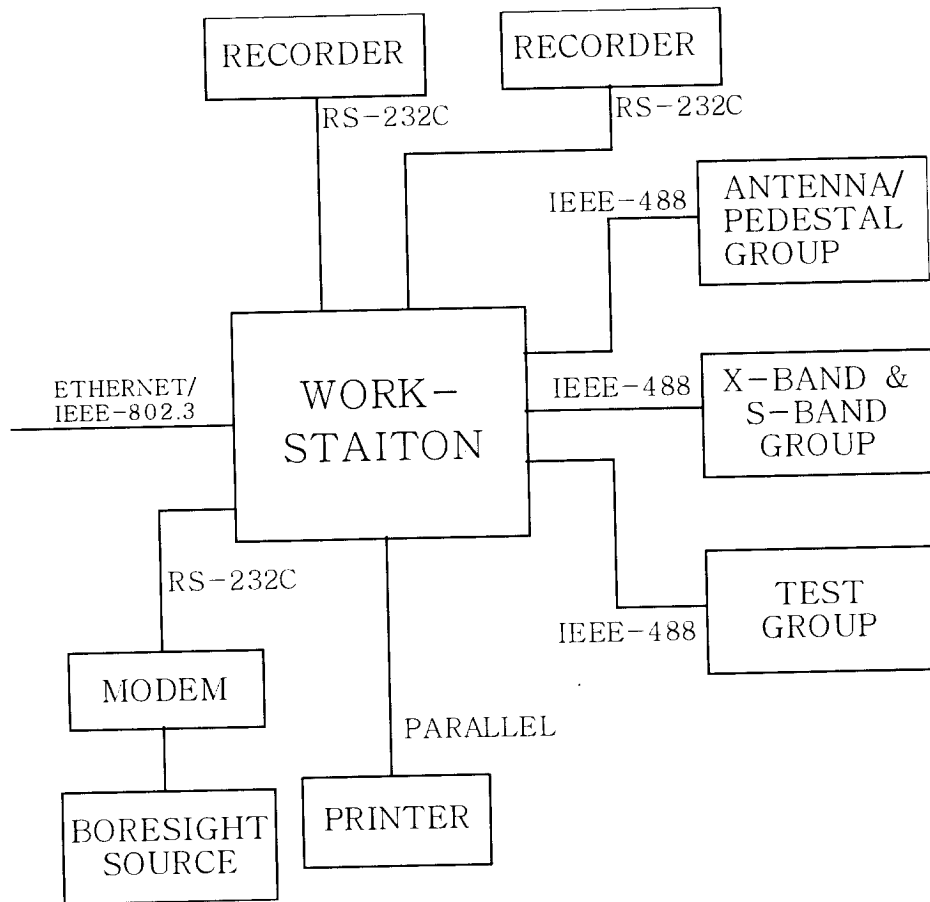 RECORDER
RECORDER
RS-232C
RS-232C
IEEE-488
ANTENNA/
PEDESTAL
GROUP
ETHERNET/
IEEE-802.3
WORK-
STAITON
IEEE-488
X-BAND &
S-BAND
GROUP
RS-232C
IEEE-488
TEST
GROUP
MODEM
PARALLEL
BORESIGHT
SOURCE
PRINTER